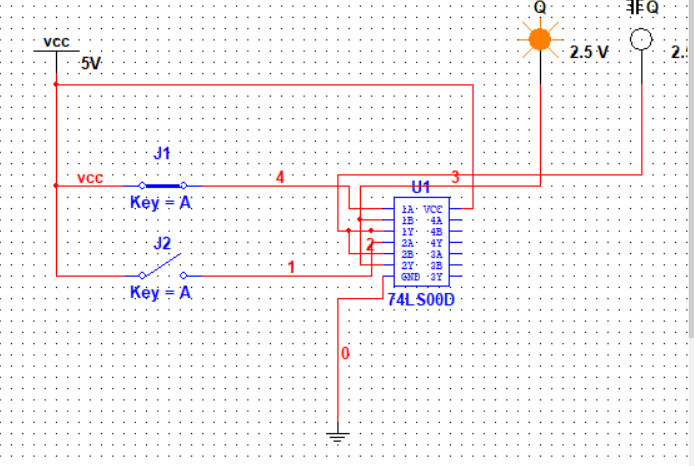 Q
非Q
vcc
5V
2.5 V
2.
J1
vcc
4
3
Key = A
U1
1A VCC
1B 4A
1Y 4B
2A 4Y
2B 3A
2Y 3B
GND 3Y
74LS00D
J2
2
1
Key = A
0